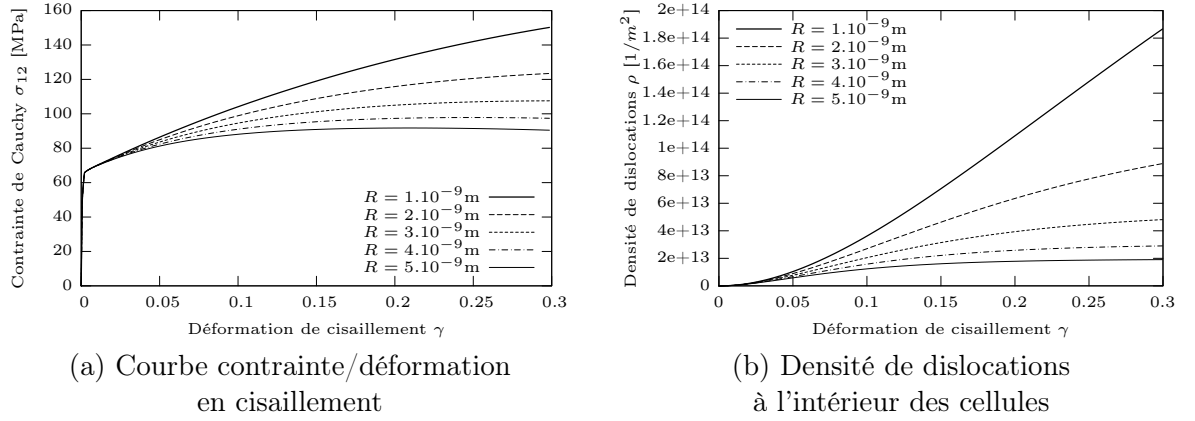 Contrainte de Cauchy σ₁₂ [MPa]
160
140
120
100
80
60
40
20
0
0
0.05
0.1
0.15
0.2
0.25
0.3
R = 1.10⁻⁹m
R = 2.10⁻⁹m
R = 3.10⁻⁹m
R = 4.10⁻⁹m
R = 5.10⁻⁹m
Déformation de cisaillement γ
(a) Courbe contrainte/déformation
en cisaillement
Densité de dislocations ρ [1/m²]
2e+14
1.8e+14
1.6e+14
1.4e+14
1.2e+14
1e+14
8e+13
6e+13
4e+13
2e+13
0
0
0.05
0.1
0.15
0.2
0.25
0.3
R = 1.10⁻⁹m
R = 2.10⁻⁹m
R = 3.10⁻⁹m
R = 4.10⁻⁹m
R = 5.10⁻⁹m
Déformation de cisaillement γ
(b) Densité de dislocations
à l'intérieur des cellules